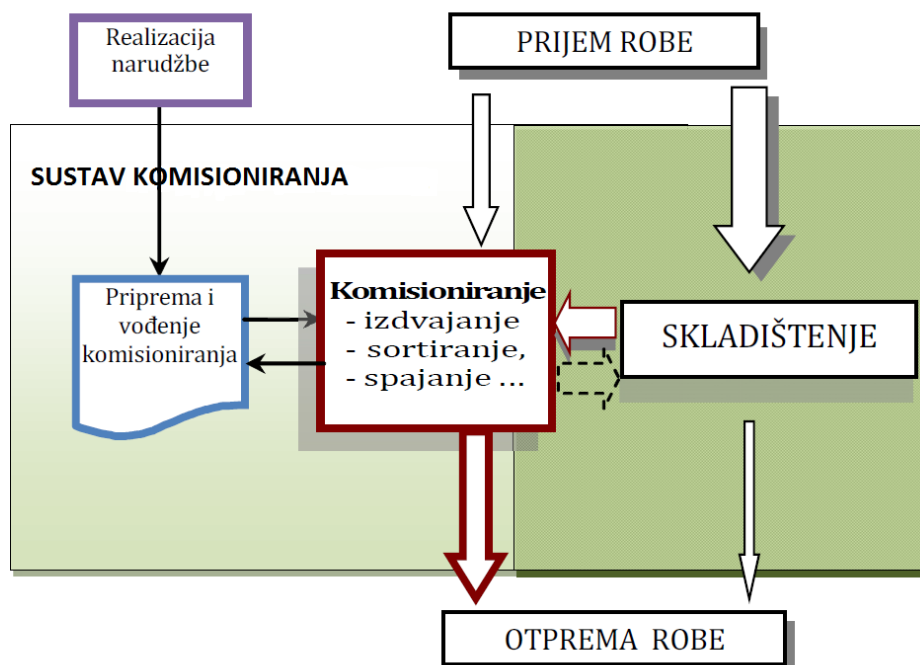 Realizacija
narudžbe
PRIJEM ROBE
SUSTAV KOMISIONIRANJA
Priprema i
vođenje
komisioniranja
Komisioniranje
- izdvajanje
- sortiranje,
- spajanje ...
SKLADIŠTENJE
OTPREMA ROBE